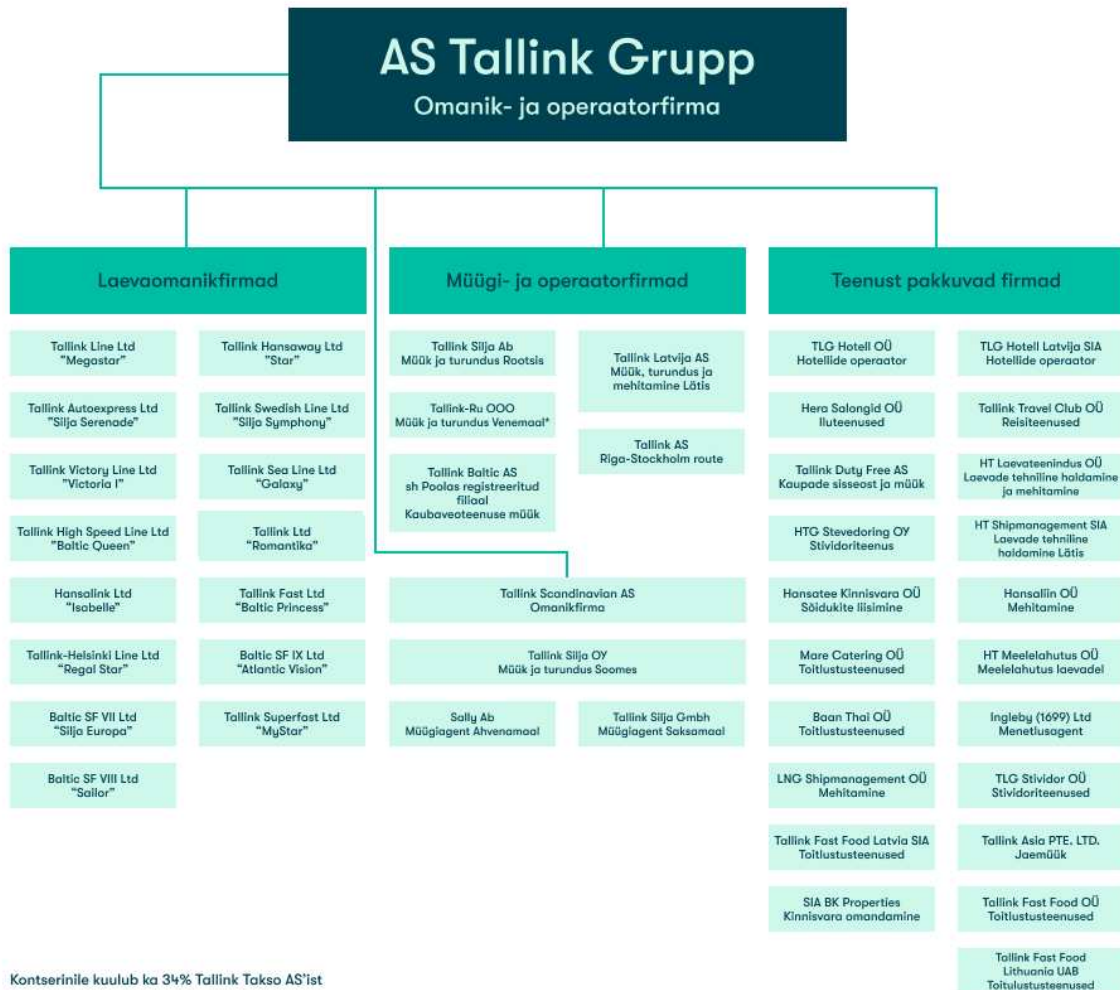 AS Tallink Grupp
Omanik- ja operaatorfirma
Laevaomanikfirmad
Tallink Line Ltd
"Megastar"
Tallink Hansaway Ltd
"Star"
Tallink Autoexpress Ltd
"Silja Serenade"
Tallink Swedish Line Ltd
"Silja Symphony"
Tallink Victory Line Ltd
"Victoria I"
Tallink Sea Line Ltd
"Galaxy"
Tallink High Speed Line Ltd
"Baltic Queen"
Tallink Ltd
"Romantika"
Hansalink Ltd
"Isabelle"
Tallink Fast Ltd
"Baltic Princess"
Tallink-Helsinki Line Ltd
"Regal Star"
Baltic SF IX Ltd
"Atlantic Vision"
Baltic SF VII Ltd
"Silja Europa"
Tallink Superfast Ltd
"MyStar"
Baltic SF VIII Ltd
"Sailor"
Müügi- ja operaatorfirmad
Tallink Silja Ab
Müük ja turundus Rootsis
Tallink Latvija AS
Müük, turundus ja
mehitamine Lätis
Tallink-Ru OOO
Müük ja turundus Venemaal*
Tallink AS
Riga-Stockholm route
Tallink Baltic AS
sh Poolas registreeritud
filiaal
Kaubaveoteenuse müük
Tallink Scandinavian AS
Omanikfirma
Tallink Silja OY
Müük ja turundus Soomes
Sally Ab
Müügiagent Ahvenamaal
Tallink Silja Gmbh
Müügiagent Saksamaal
Teenust pakkuvad firmad
TLG Hotell OÜ
Hotellide operaator
TLG Hotell Latvija SIA
Hotellide operaator
Hera Salongid OÜ
Iluteenused
Tallink Travel Club OÜ
Reisiteenused
Tallink Duty Free AS
Kaupade sisseost ja müük
HT Laevateenindus OÜ
Laevade tehniline haldamine
ja mehitamine
HTG Stevedoring OY
Stividoriteenus
HT Shipmanagement SIA
Laevade tehniline
haldamine Lätis
Hansatee Kinnisvara OÜ
Sõidukite liisimine
Hansaliin OÜ
Mehitamine
Mare Catering OÜ
Toitlustusteenused
HT Meelelahutus OÜ
Meelelahutus laevadel
Baan Thai OÜ
Toitlustusteenused
Ingleby (1699) Ltd
Menetlusagent
LNG Shipmanagement OÜ
Mehitamine
TLG Stividor OÜ
Stividoriteenused
Tallink Fast Food Latvia SIA
Toitlustusteenused
Tallink Asia PTE. LTD.
Jaemüük
SIA BK Properties
Kinnisvara omandamine
Tallink Fast Food OÜ
Toitlustusteenused
Tallink Fast Food
Lithuania UAB
Toitulustusteenused
Kontserinile kuulub ka 34% Tallink Takso AS'ist